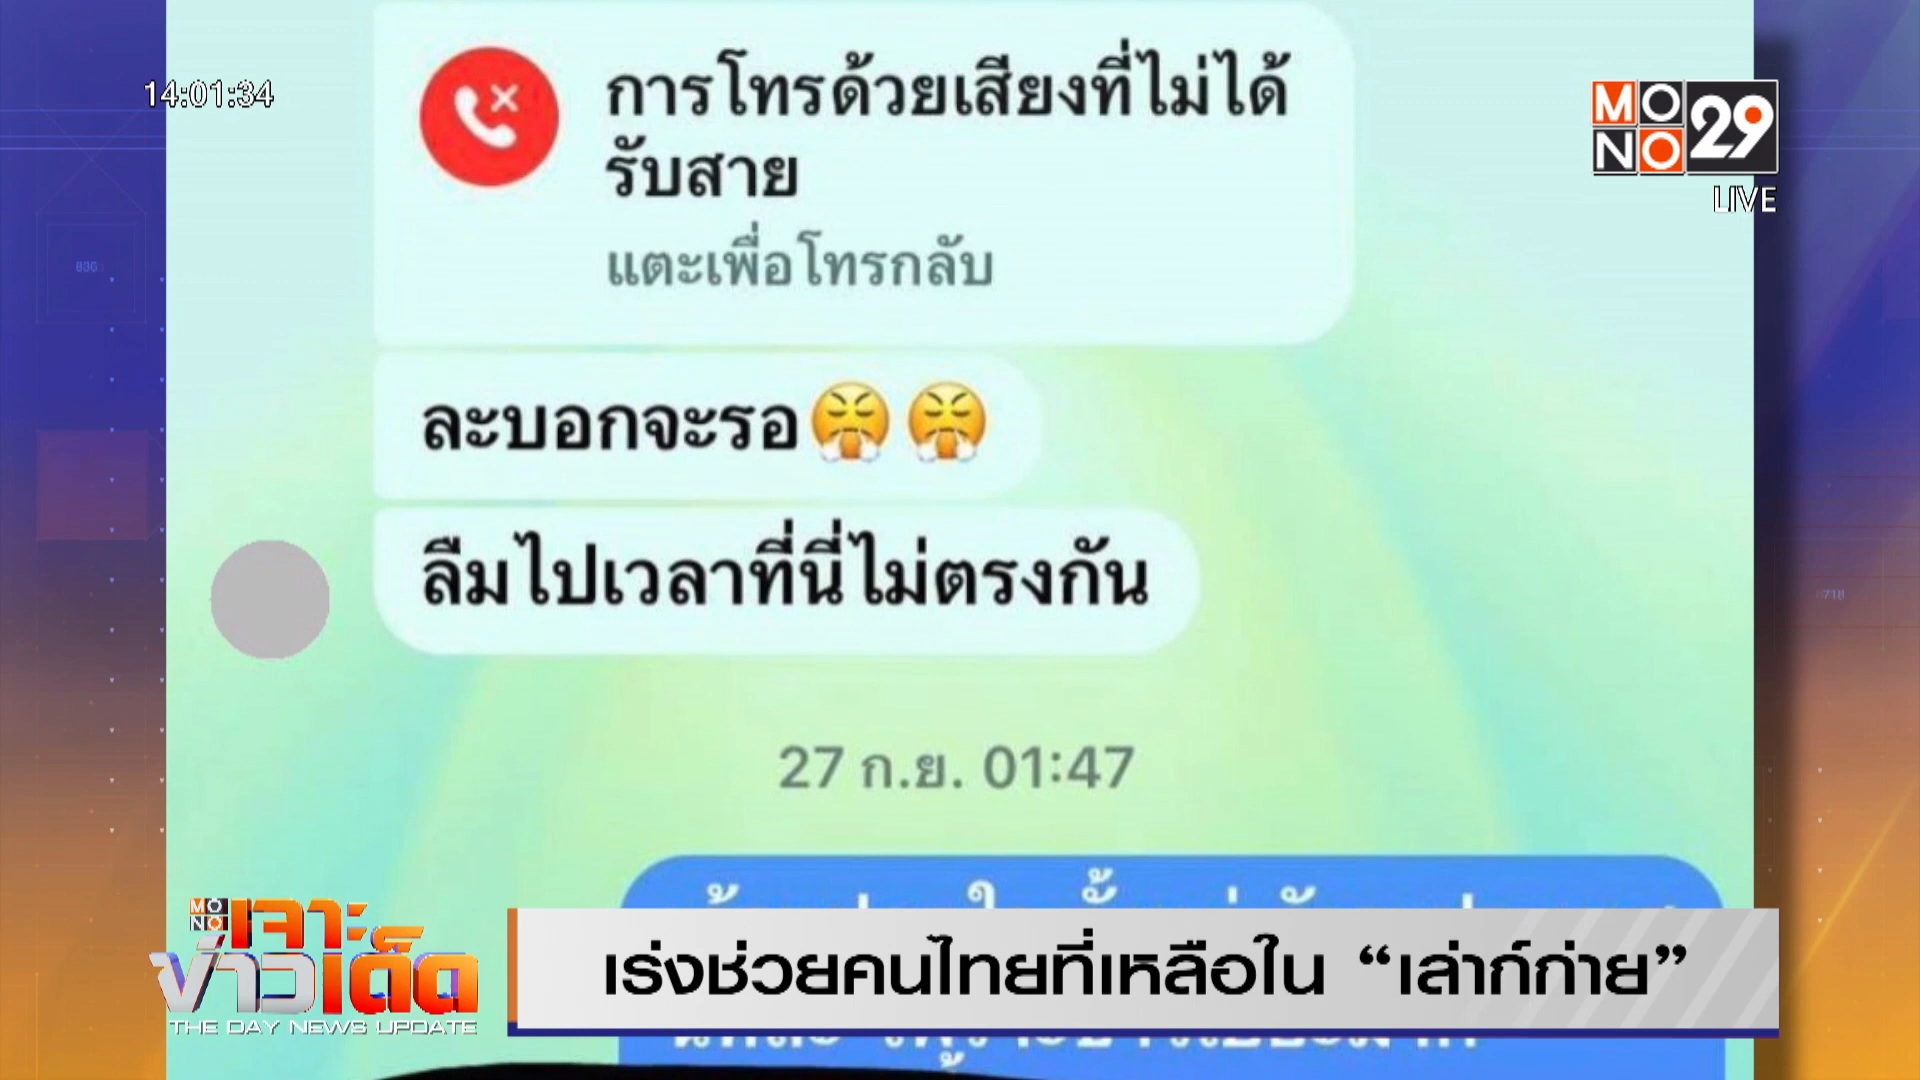 14:01:34
MONO 29
LIVE
การโทรด้วยเสียงที่ไม่ได้
รับสาย
แตะเพื่อโทรกลับ
ละบอกจะรอ😤😤
ลืมไปเวลาที่นี่ไม่ตรงกัน
27 ก.ย. 01:47
MONO เจาะ
ข่าวเด็ด
THE DAY NEWS UPDATE
เร่งช่วยคนไทยที่เหลือใน “เล่าก์ก่าย”